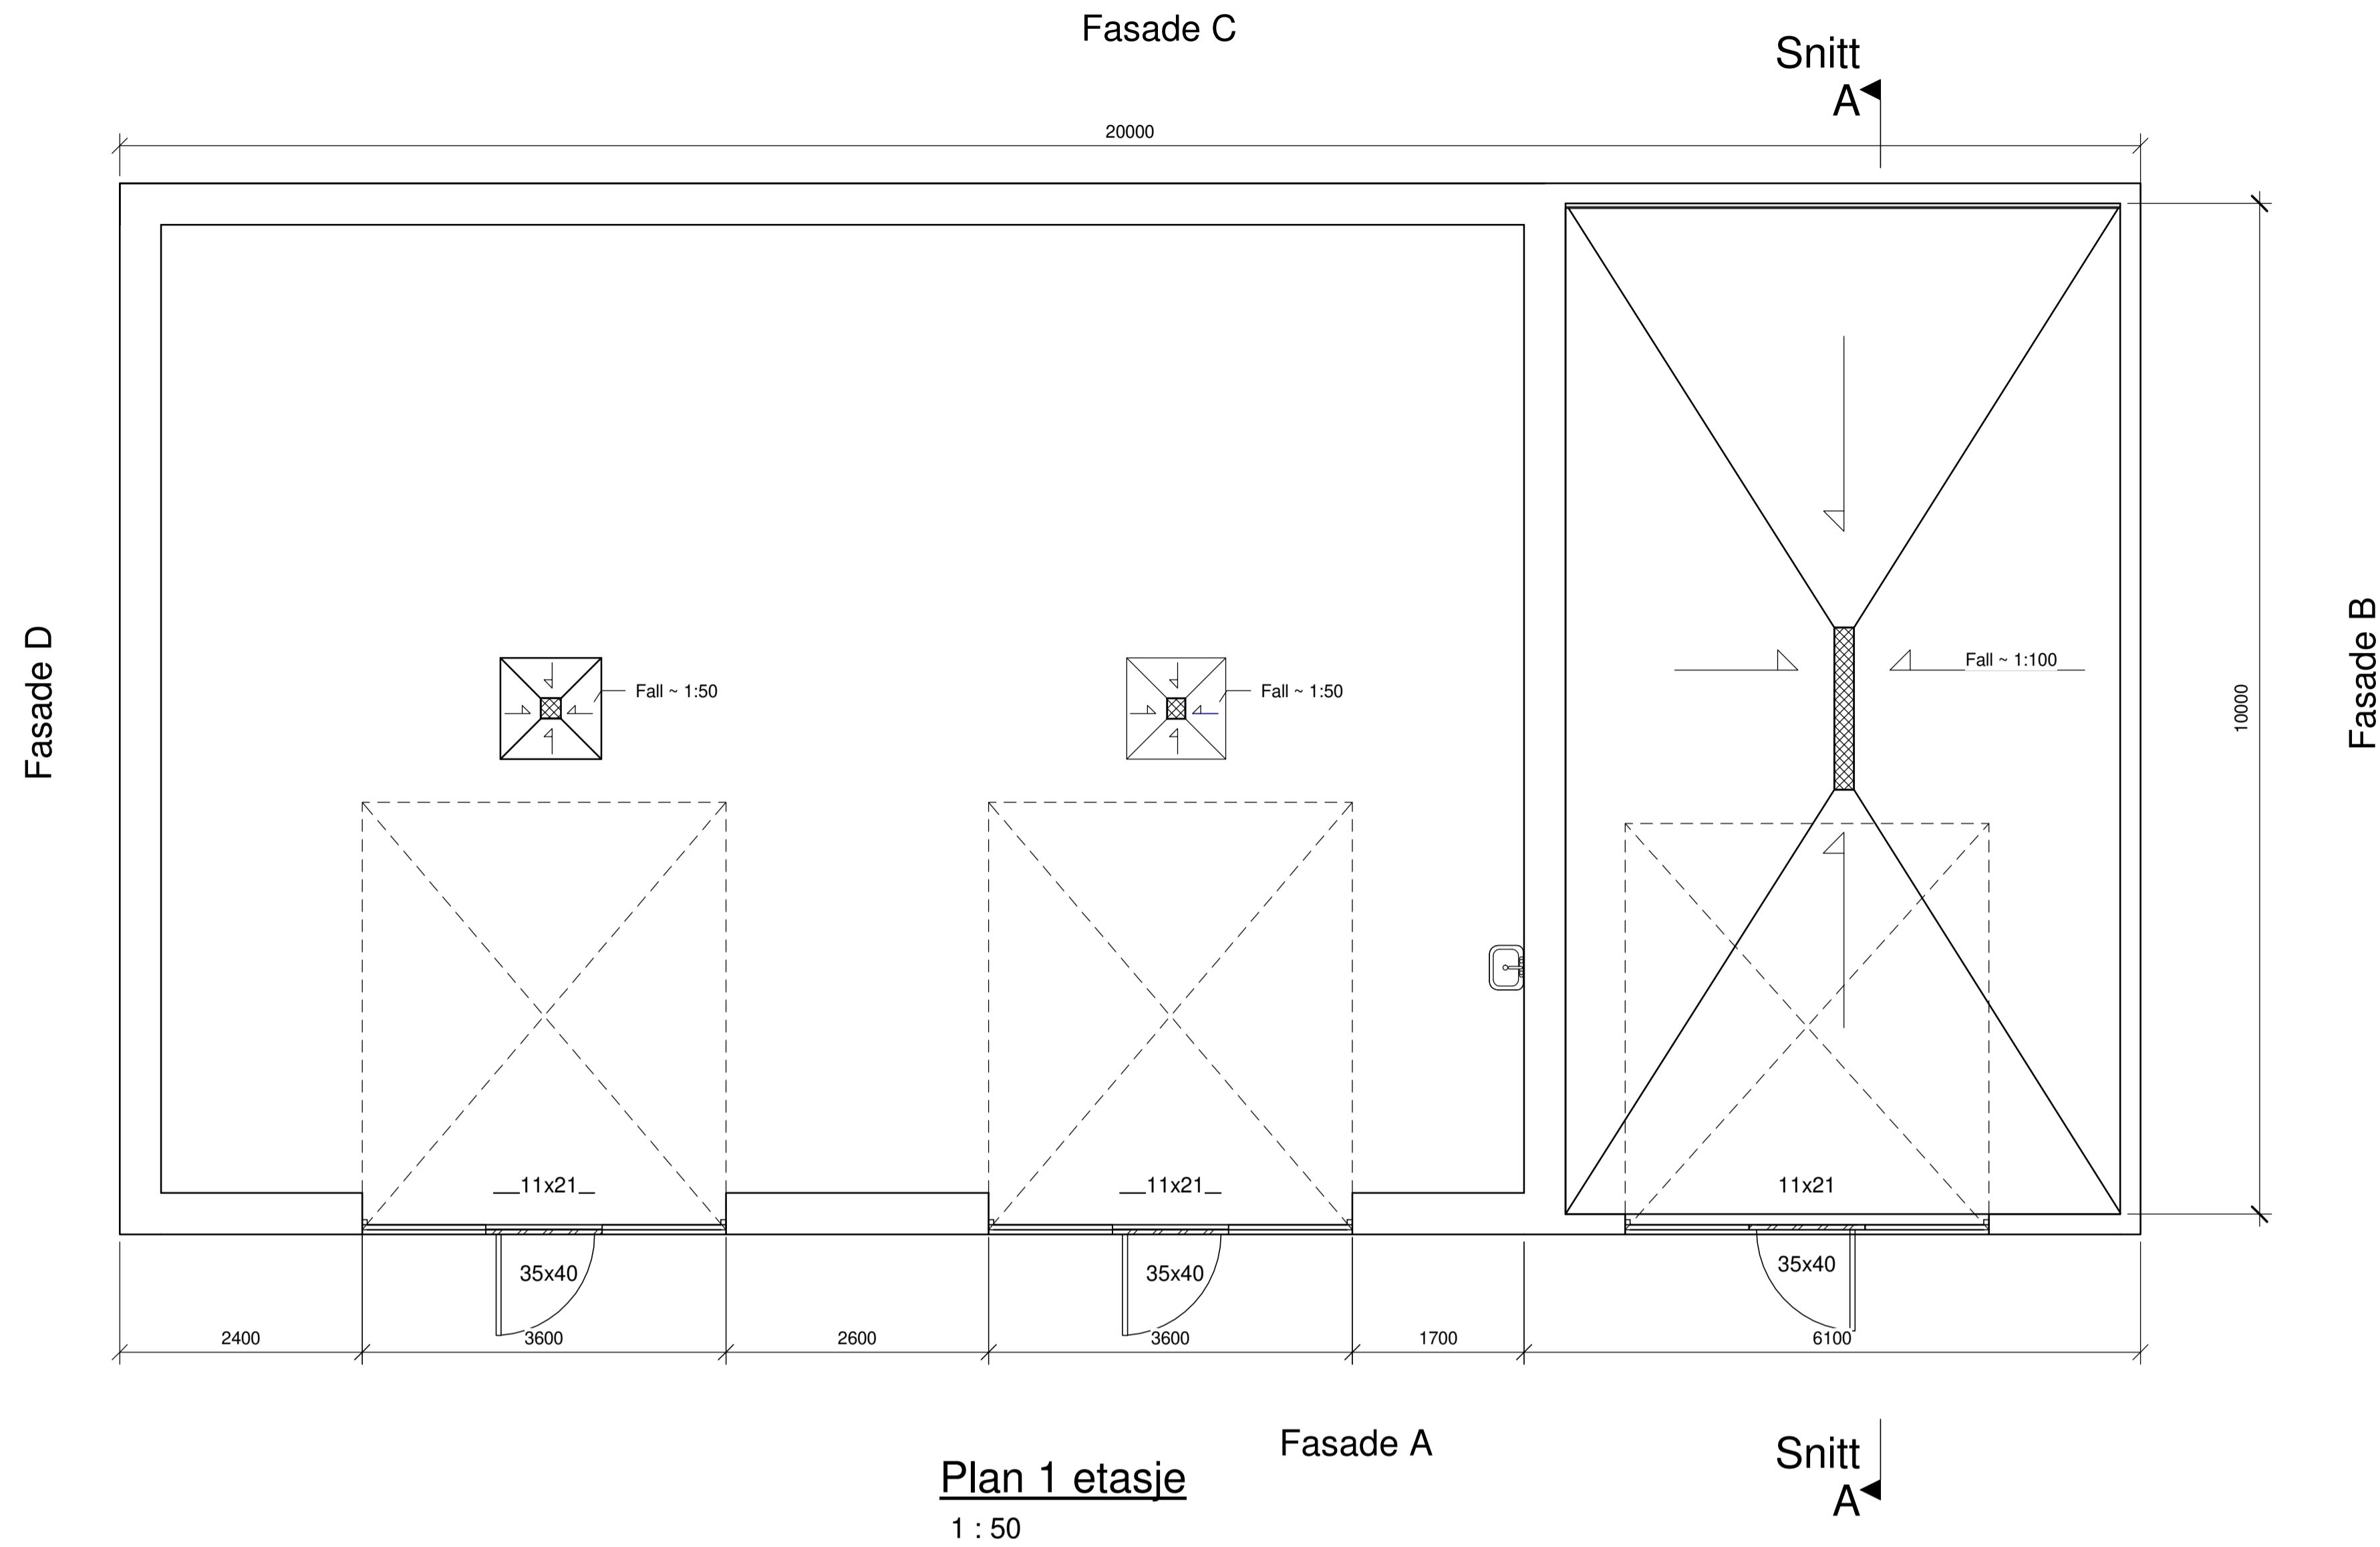 Fasade C
Snitt
A
20000
Fasade D
Fall ~ 1:50
Fall ~ 1:50
Fall ~ 1:100
10000
Fasade B
11x21
11x21
11x21
35x40
35x40
35x40
2400
3600
2600
3600
1700
6100
Fasade A
Snitt
A
Plan 1 etasje
1 : 50